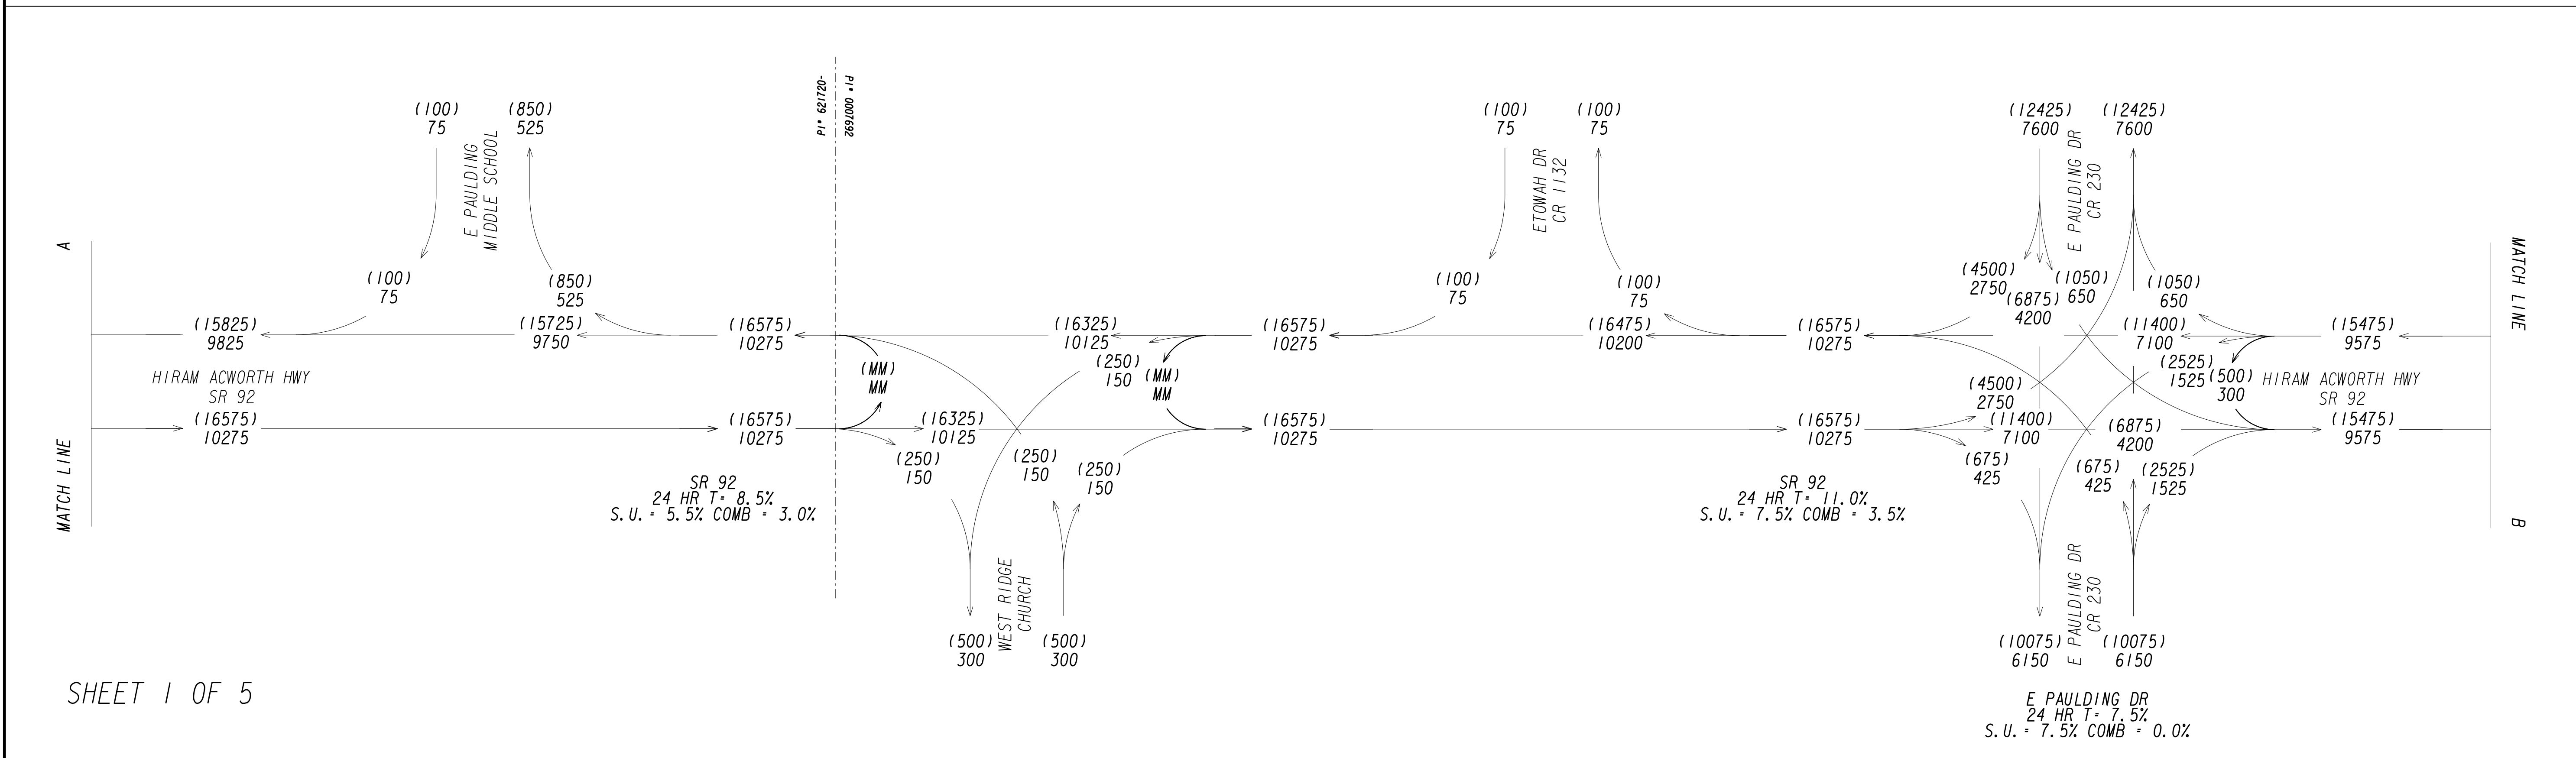 (100)
75
E PAULDING
MIDDLE SCHOOL
(850)
525
PI# 621720-
PI# 0007692
(100)
75
ETOWAH DR
CR 1132
(100)
75
(12425)
7600
E PAULDING DR
CR 230
(12425)
7600
A
(100)
75
(850)
525
(100)
75
(100)
75
(4500)
2750
(6875)
4200
(1050)
650
(1050)
650
MATCH LINE
(15825)
9825
(15725)
9750
(16575)
10275
(16325)
10125
(250)
150
(16575)
10275
(16475)
10200
(16575)
10275
(11400)
7100
(2525)
1525
(500)
300
(15475)
9575
HIRAM ACWORTH HWY
SR 92
(MM)
MM
(MM)
MM
HIRAM ACWORTH HWY
SR 92
(16575)
10275
(16575)
10275
(16325)
10125
(16575)
10275
(16575)
10275
(4500)
2750
(11400)
7100
(6875)
4200
(15475)
9575
MATCH LINE
(250)
150
(250)
150
(250)
150
(675)
425
(675)
425
(2525)
1525
B
SR 92
24 HR T= 8.5%
S.U. = 5.5% COMB = 3.0%
SR 92
24 HR T= 11.0%
S.U. = 7.5% COMB = 3.5%
WEST RIDGE
CHURCH
(500)
300
(500)
300
E PAULDING DR
CR 230
(10075)
6150
(10075)
6150
SHEET 1 OF 5
E PAULDING DR
24 HR T= 7.5%
S.U. = 7.5% COMB = 0.0%